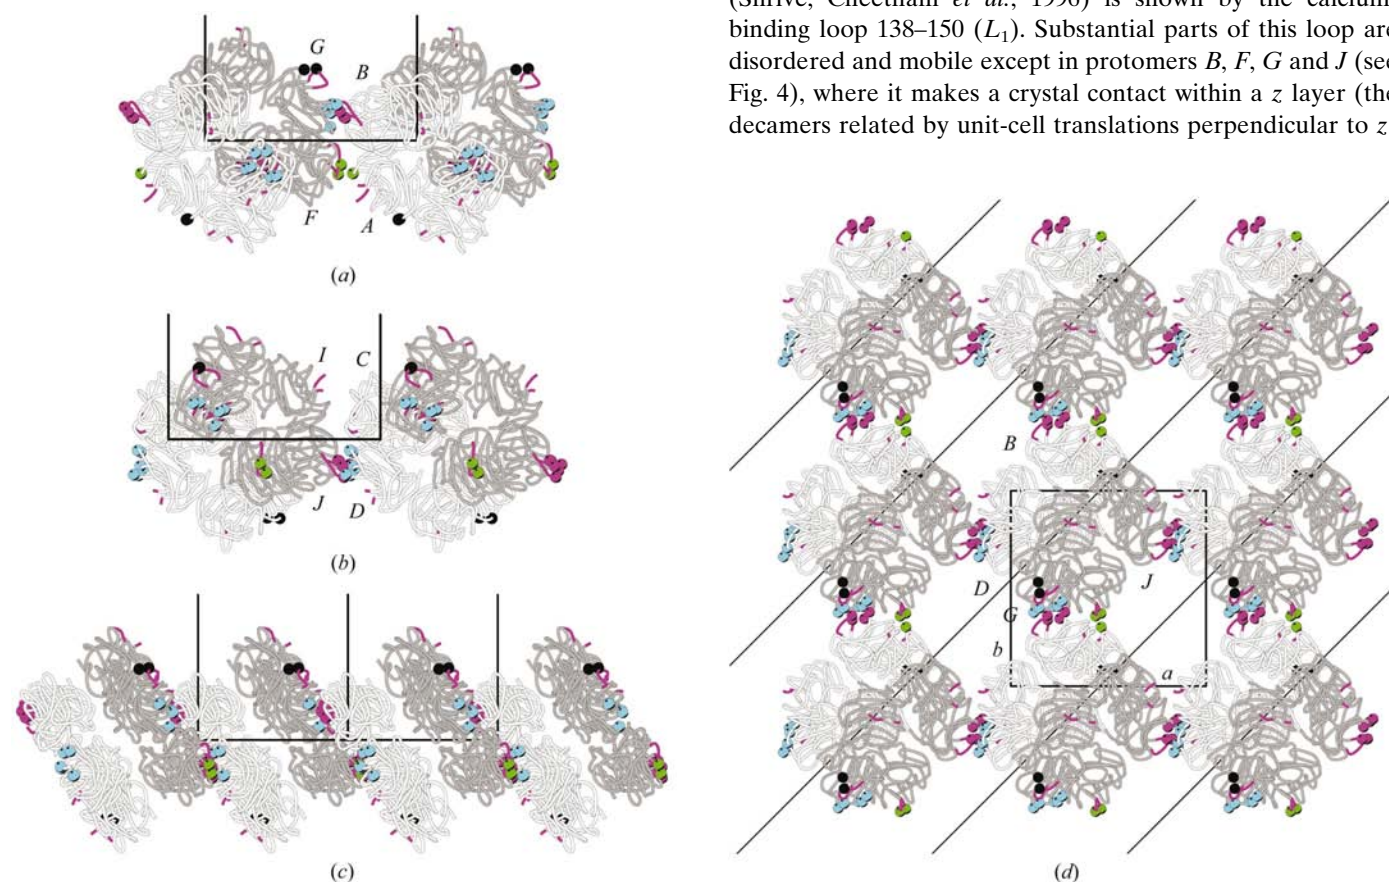 (Shrive, Cheetham et al., 1996) is shown by the calcium
binding loop 138–150 (L1). Substantial parts of this loop are
disordered and mobile except in protomers B, F, G and J (see
Fig. 4), where it makes a crystal contact within a z layer (the
decamers related by unit-cell translations perpendicular to z
G
B
F
A
(a)
I
C
J
D
(b)
(c)
B
D
J
G
b
a
(d)